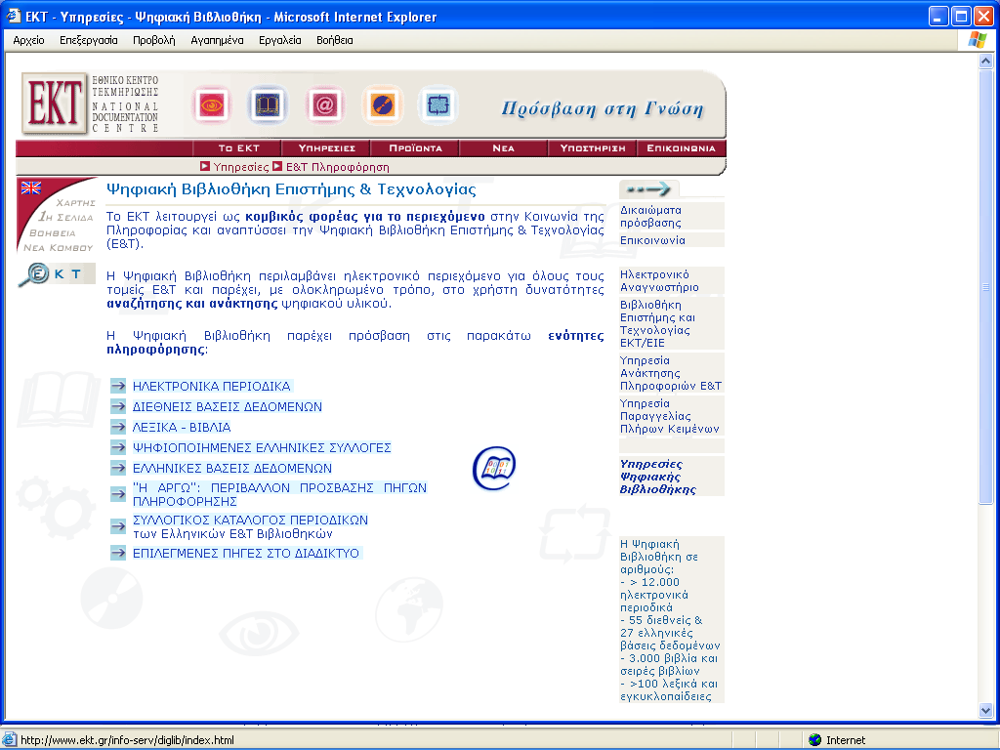 ΕΚΤ - Υπηρεσίες - Ψηφιακή Βιβλιοθήκη - Microsoft Internet Explorer
Αρχείο Επεξεργασία Προβολή Αγαπημένα Εργαλεία Βοήθεια
ΕΚΤ
ΕΘΝΙΚΟ ΚΕΝΤΡΟ
ΤΕΚΜΗΡΙΩΣΗΣ
NATIONAL
DOCUMENTATION
CENTRE
@
Πρόσβαση στη Γνώση
Το ΕΚΤ Υπηρεσιες Προϊοντα Νεα Υποστηριξη Επικοινωνια
Υπηρεσίες Ε&Τ Πληροφόρηση
Χαρτης
1η Σελιδα
Βοηθεια
Νεα Κομβου
Ε Κ Τ
Ψηφιακή Βιβλιοθήκη Επιστήμης & Τεχνολογίας
Το ΕΚΤ λειτουργεί ως κομβικός φορέας για το περιεχόμενο στην Κοινωνία της
Πληροφορίας και αναπτύσσει την Ψηφιακή Βιβλιοθήκη Επιστήμης & Τεχνολογίας
(Ε&Τ).
Η Ψηφιακή Βιβλιοθήκη περιλαμβάνει ηλεκτρονικό περιεχόμενο για όλους τους
τομείς Ε&Τ και παρέχει, με ολοκληρωμένο τρόπο, στο χρήστη δυνατότητες
αναζήτησης και ανάκτησης ψηφιακού υλικού.
Η Ψηφιακή Βιβλιοθήκη παρέχει πρόσβαση στις παρακάτω ενότητες
πληροφόρησης:
ΗΛΕΚΤΡΟΝΙΚΑ ΠΕΡΙΟΔΙΚΑ
ΔΙΕΘΝΕΙΣ ΒΑΣΕΙΣ ΔΕΔΟΜΕΝΩΝ
ΛΕΞΙΚΑ - ΒΙΒΛΙΑ
ΨΗΦΙΟΠΟΙΗΜΕΝΕΣ ΕΛΛΗΝΙΚΕΣ ΣΥΛΛΟΓΕΣ
ΕΛΛΗΝΙΚΕΣ ΒΑΣΕΙΣ ΔΕΔΟΜΕΝΩΝ
"Η ΑΡΓΩ": ΠΕΡΙΒΑΛΛΟΝ ΠΡΟΣΒΑΣΗΣ ΠΗΓΩΝ
ΠΛΗΡΟΦΟΡΗΣΗΣ
ΣΥΛΛΟΓΙΚΟΣ ΚΑΤΑΛΟΓΟΣ ΠΕΡΙΟΔΙΚΩΝ
των Ελληνικών Ε&Τ Βιβλιοθηκών
ΕΠΙΛΕΓΜΕΝΕΣ ΠΗΓΕΣ ΣΤΟ ΔΙΑΔΙΚΤΥΟ
Δικαιώματα
πρόσβασης
Επικοινωνία
Ηλεκτρονικό
Αναγνωστήριο
Βιβλιοθήκη
Επιστήμης και
Τεχνολογίας
ΕΚΤ/ΕΙΕ
Υπηρεσία
Ανάκτησης
Πληροφοριών Ε&Τ
Υπηρεσία
Παραγγελίας
Πλήρων Κειμένων
Υπηρεσίες
Ψηφιακής
Βιβλιοθήκης
Η Ψηφιακή
Βιβλιοθήκη σε
αριθμούς:
- > 12.000
ηλεκτρονικά
περιοδικά
- 55 διεθνείς &
27 ελληνικές
βάσεις δεδομένων
- 3.000 βιβλία και
σειρές βιβλίων
- >100 λεξικά και
εγκυκλοπαίδειες
http://www.ekt.gr/info-serv/diglib/index.html
Internet